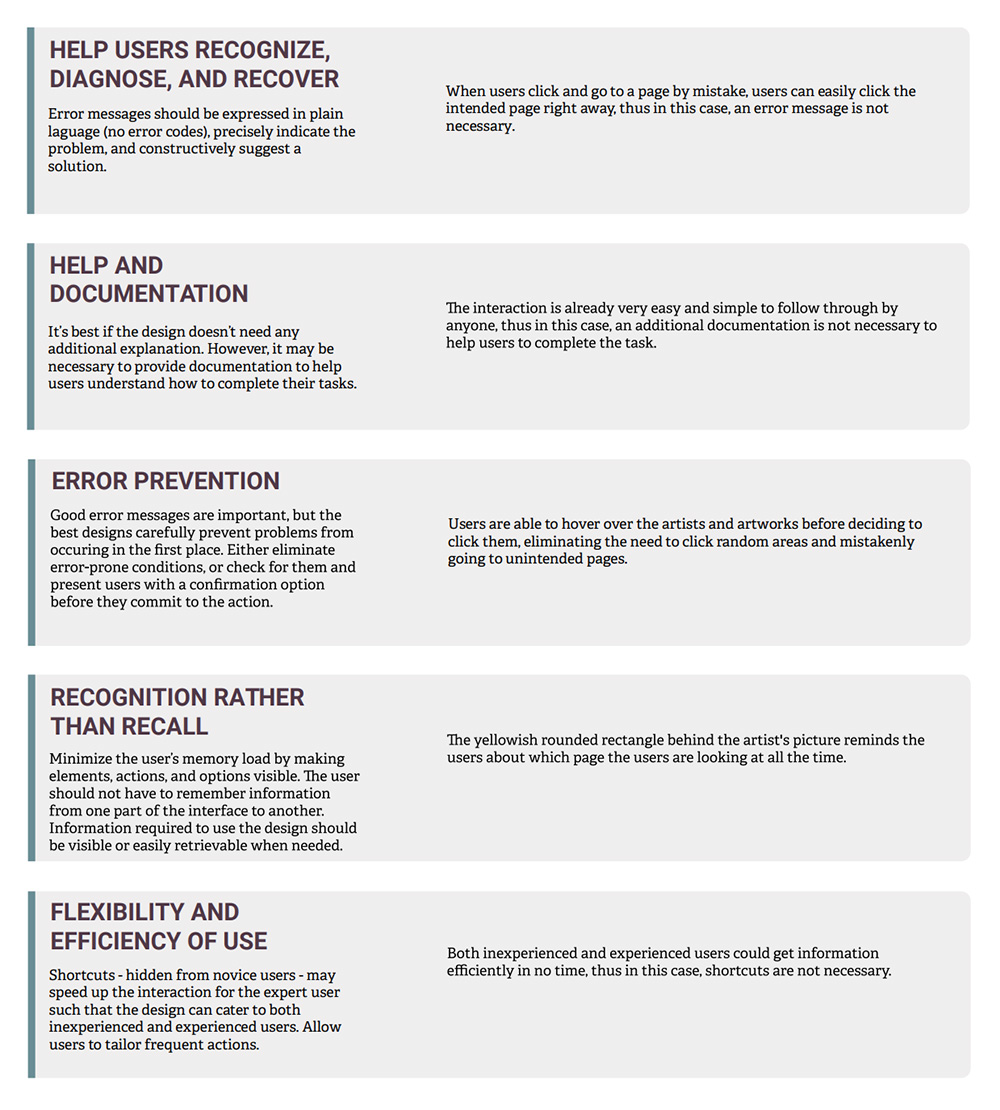 HELP USERS RECOGNIZE,
DIAGNOSE, AND RECOVER
Error messages should be expressed in plain
laguage (no error codes), precisely indicate the
problem, and constructively suggest a
solution.
When users click and go to a page by mistake, users can easily click the
intended page right away, thus in this case, an error message is not
necessary.
HELP AND
DOCUMENTATION
It's best if the design doesn't need any
additional explanation. However, it may be
necessary to provide documentation to help
users understand how to complete their tasks.
The interaction is already very easy and simple to follow through by
anyone, thus in this case, an additional documentation is not necessary to
help users to complete the task.
ERROR PREVENTION
Good error messages are important, but the
best designs carefully prevent problems from
occuring in the first place. Either eliminate
error-prone conditions, or check for them and
present users with a confirmation option
before they commit to the action.
Users are able to hover over the artists and artworks before deciding to
click them, eliminating the need to click random areas and mistakenly
going to unintended pages.
RECOGNITION RATHER
THAN RECALL
Minimize the user's memory load by making
elements, actions, and options visible. The user
should not have to remember information
from one part of the interface to another.
Information required to use the design should
be visible or easily retrievable when needed.
The yellowish rounded rectangle behind the artist's picture reminds the
users about which page the users are looking at all the time.
FLEXIBILITY AND
EFFICIENCY OF USE
Shortcuts - hidden from novice users - may
speed up the interaction for the expert user
such that the design can cater to both
inexperienced and experienced users. Allow
users to tailor frequent actions.
Both inexperienced and experienced users could get information
efficiently in no time, thus in this case, shortcuts are not necessary.